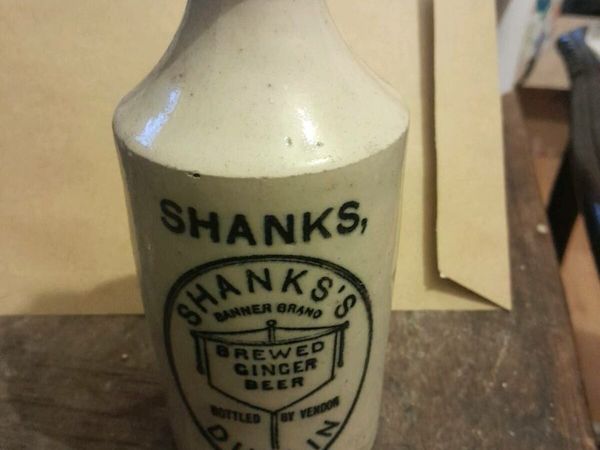 SHANKS,
SHANKS'S
BANNER BRAND
BREWED
GINGER
BEER
BOTTLED BY VENDOR